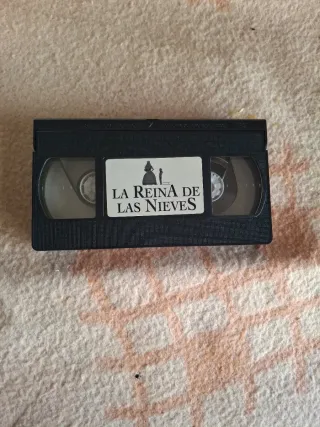 LA REINA DE
LAS NIEVES